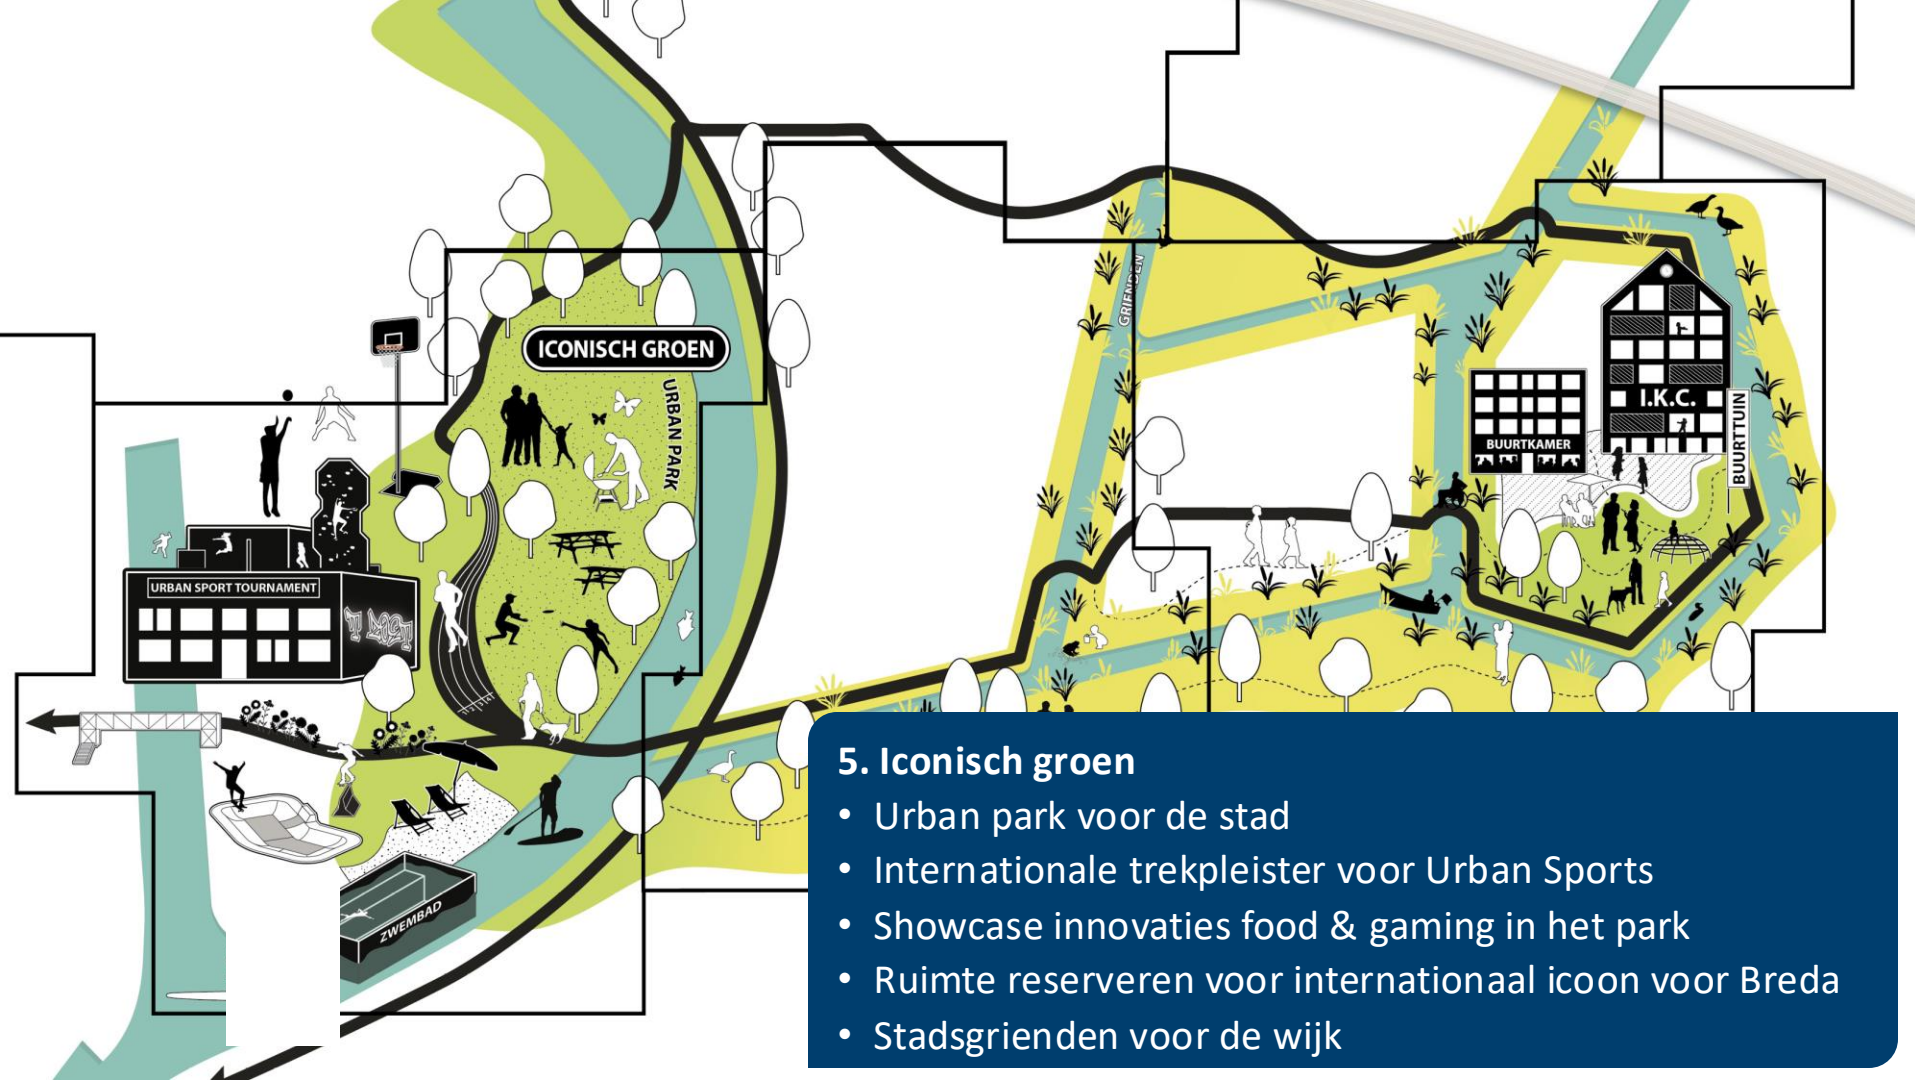 ICONISCH GROEN
URBAN PARK
GRIENDEN
I.K.C.
BUURTKAMER
BUURTTUIN
URBAN SPORT TOURNAMENT
ZWEMBAD
5. Iconisch groen
• Urban park voor de stad
• Internationale trekpleister voor Urban Sports
• Showcase innovaties food & gaming in het park
• Ruimte reserveren voor internationaal icoon voor Breda
• Stadsgrienden voor de wijk